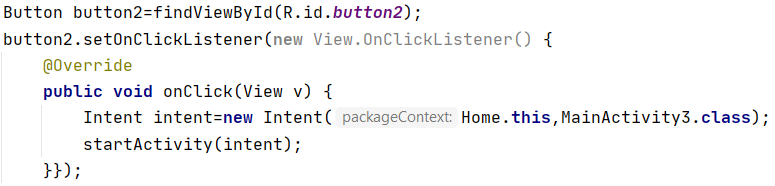 Button button2=findViewById(R.id.button2);
button2.setOnClickListener(new View.OnClickListener() {
    @Override
    public void onClick(View v) {
        Intent intent=new Intent( packageContext: Home.this,MainActivity3.class);
        startActivity(intent);
    }});